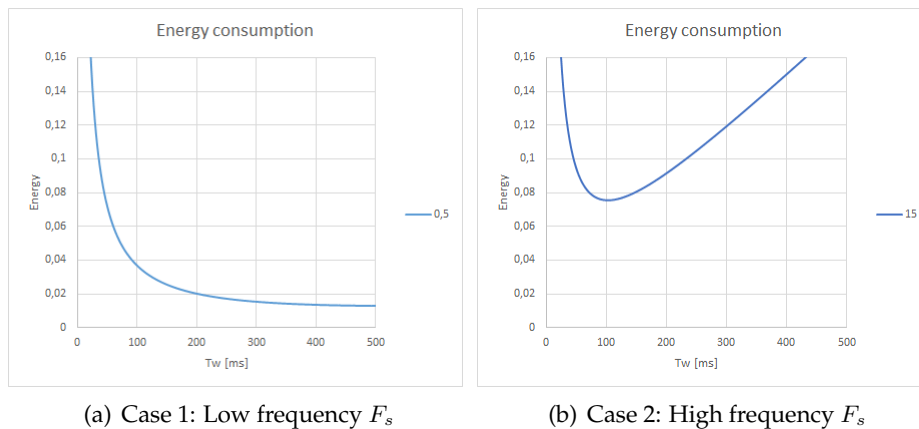 Energy consumption
0,16
0,14
0,12
0,1
0,08
0,06
0,04
0,02
0
Energy
0 100 200 300 400 500
Tw [ms]
0,5
(a) Case 1: Low frequency Fs
Energy consumption
0,16
0,14
0,12
0,1
0,08
0,06
0,04
0,02
0
Energy
0 100 200 300 400 500
Tw [ms]
15
(b) Case 2: High frequency Fs